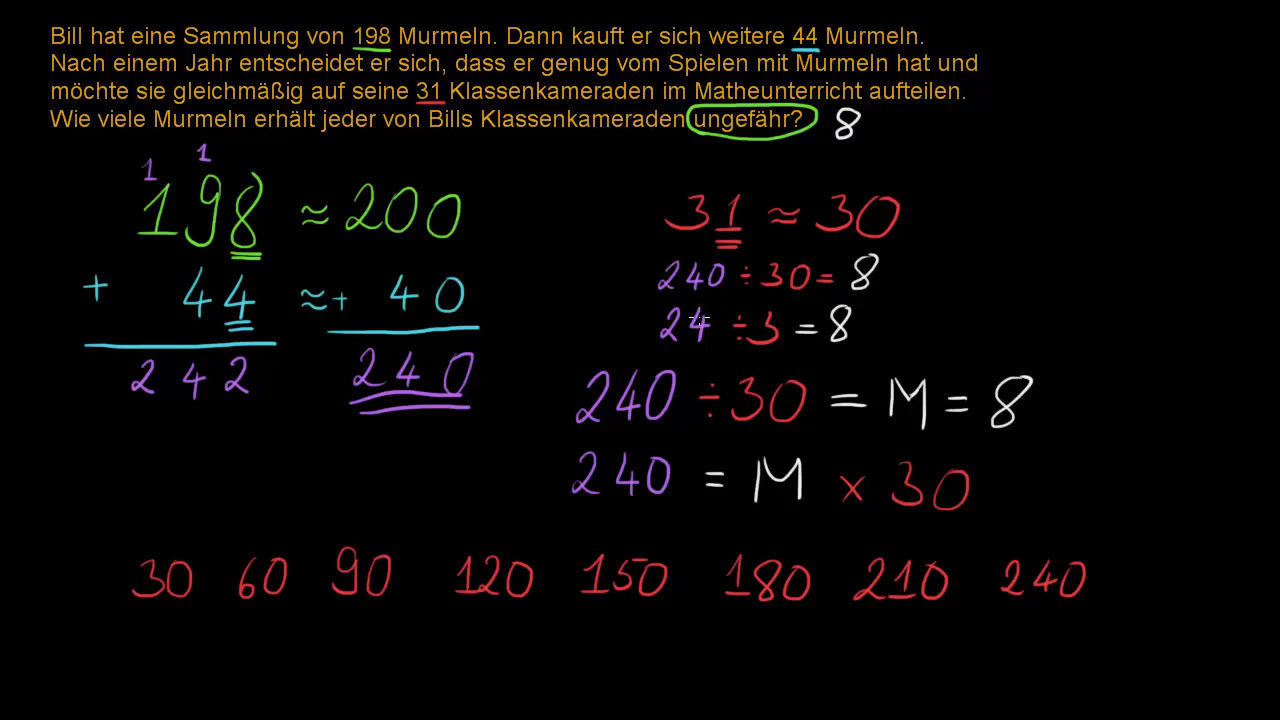 Bill hat eine Sammlung von 198 Murmeln. Dann kauft er sich weitere 44 Murmeln.
Nach einem Jahr entscheidet er sich, dass er genug vom Spielen mit Murmeln hat und
möchte sie gleichmäßig auf seine 31 Klassenkameraden im Matheunterricht aufteilen.
Wie viele Murmeln erhält jeder von Bills Klassenkameraden ungefähr? 8
1 1
198 ≈ 200
+ 44 ≈ + 40
242 240
31 ≈ 30
240 ÷ 30 = 8
24 ÷ 3 = 8
240 ÷ 30 = M = 8
240 = M × 30
30 60 90 120 150 180 210 240